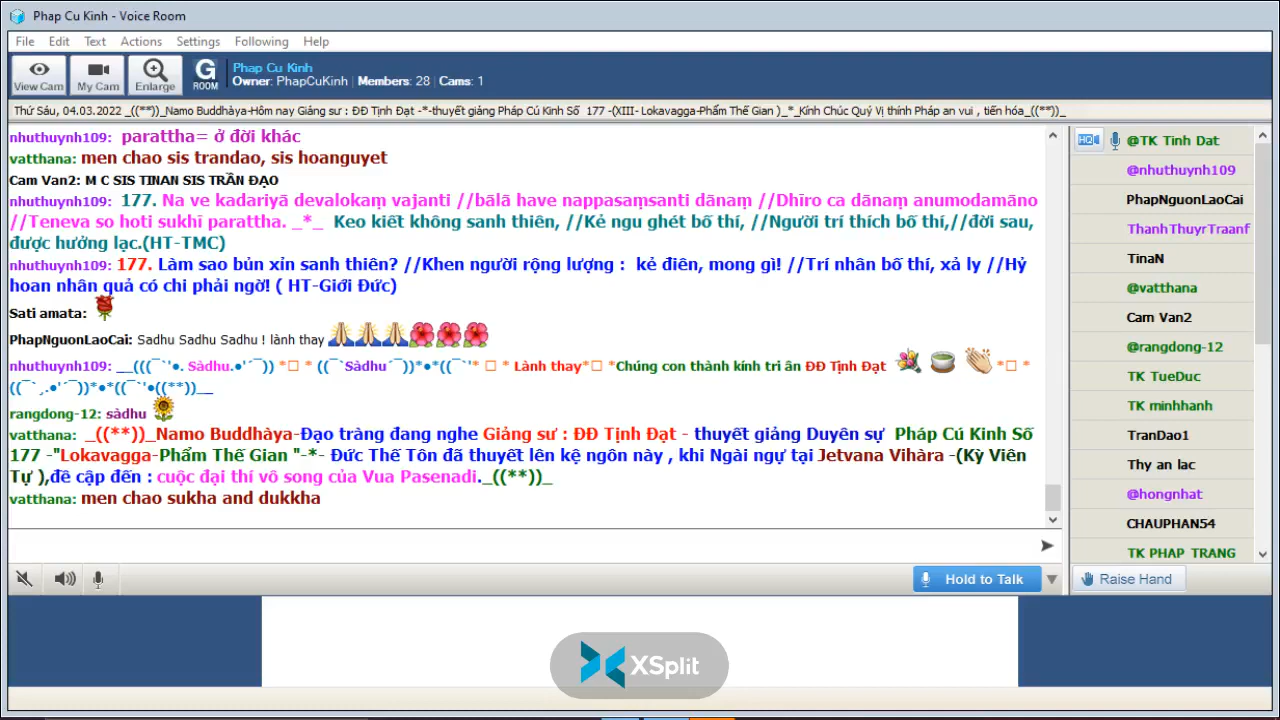 Phap Cu Kinh - Voice Room
File Edit Text Actions Settings Following Help
View Cam My Cam Enlarge G ROOM
Phap Cu Kinh
Owner: PhapCuKinh | Members: 28 | Cams: 1
Thứ Sáu, 04.03.2022 _((**))_Namo Buddhàya-Hôm nay Giảng sư : ĐĐ Tịnh Đạt -*-thuyết giảng Pháp Cú Kinh Số 177 -(XIII- Lokavagga-Phẩm Thế Gian )_*_Kính Chúc Quý Vị thính Pháp an vui , tiến hóa_((**))_
nhuthuynh109: parattha= ở đời khác
vatthana: men chao sis trandao, sis hoanguyet
Cam Van2: M C SIS TINAN SIS TRẦN ĐẠO
nhuthuynh109: 177. Na ve kadariyā devalokaṃ vajanti //bālā have nappasaṃsanti dānaṃ //Dhīro ca dānaṃ anumodamāno
//Teneva so hoti sukhī parattha. _*_ Keo kiết không sanh thiên, //Kẻ ngu ghét bố thí, //Người trí thích bố thí,//đời sau,
được hưởng lạc.(HT-TMC)
nhuthuynh109: 177. Làm sao bủn xỉn sanh thiên? //Khen người rộng lượng : kẻ điên, mong gì! //Trí nhân bố thí, xả ly //Hỷ
hoan nhân quả có chi phải ngờ! ( HT-Giới Đức)
Sati amata:
PhapNguonLaoCai: Sadhu Sadhu Sadhu ! lành thay
nhuthuynh109: __(((¯`'•. Sàdhu.•'´¯)) *□ * ((¯`Sàdhu´¯))*•*((¯`'* □ * Lành thay*□ *Chúng con thành kính tri ân ĐĐ Tịnh Đạt *□ *
((¯`¸.•'´¯))*•*((¯`'•((**))__
rangdong-12: sàdhu
vatthana: _((**))_Namo Buddhàya-Đạo tràng đang nghe Giảng sư : ĐĐ Tịnh Đạt - thuyết giảng Duyên sự Pháp Cú Kinh Số
177 -"Lokavagga-Phẩm Thế Gian "-*- Đức Thế Tôn đã thuyết lên kệ ngôn này , khi Ngài ngự tại Jetvana Vihàra -(Kỳ Viên
Tự ),đề cập đến : cuộc đại thí vô song của Vua Pasenadi._((**))_
vatthana: men chao sukha and dukkha
Hold to Talk
HQ @TK Tinh Dat
@nhuthuynh109
PhapNguonLaoCai
ThanhThuyrTraanf
TinaN
@vatthana
Cam Van2
@rangdong-12
TK TueDuc
TK minhhanh
TranDao1
Thy an lac
@hongnhat
CHAUPHAN54
TK PHAP TRANG
Raise Hand
XSplit